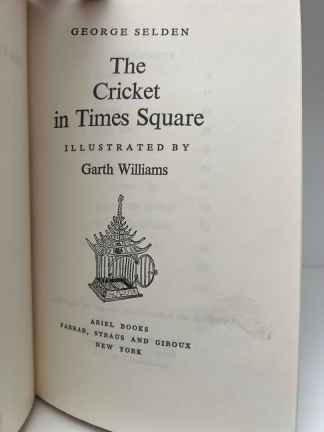 GEORGE SELDEN
The
Cricket
in Times Square
ILLUSTRATED BY
Garth Williams
ARIEL BOOKS
FARRAR, STRAUS AND GIROUX
NEW YORK